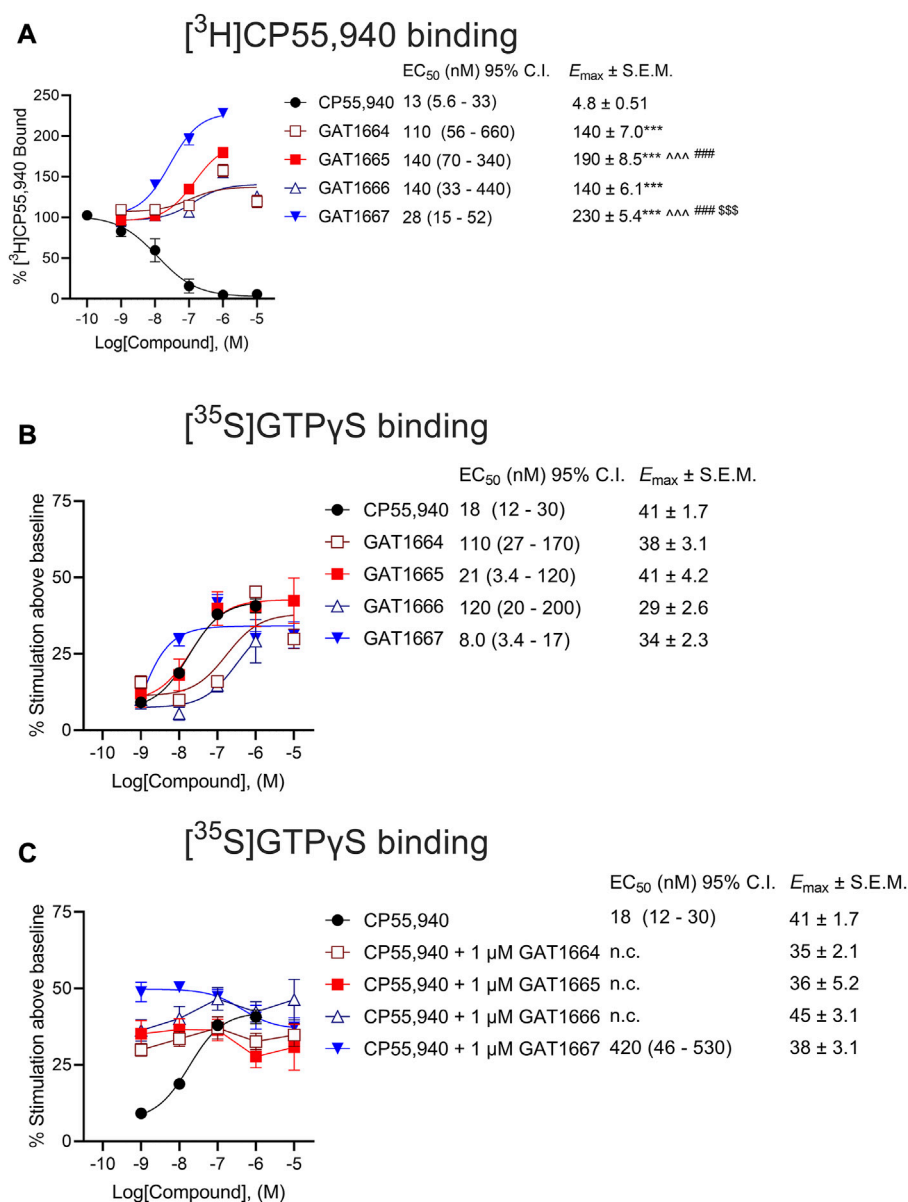 A
[³H]CP55,940 binding
EC₅₀ (nM) 95% C.I. Eₘₐₓ ± S.E.M.
CP55,940 13 (5.6 - 33) 4.8 ± 0.51
GAT1664 110 (56 - 660) 140 ± 7.0***
GAT1665 140 (70 - 340) 190 ± 8.5*** ^^^ ###
GAT1666 140 (33 - 440) 140 ± 6.1***
GAT1667 28 (15 - 52) 230 ± 5.4*** ^^^ ### $$$
% [³H]CP55,940 Bound
250
200
150
100
50
0
-10 -9 -8 -7 -6 -5
Log[Compound], (M)
B
[³⁵S]GTPγS binding
EC₅₀ (nM) 95% C.I. Eₘₐₓ ± S.E.M.
CP55,940 18 (12 - 30) 41 ± 1.7
GAT1664 110 (27 - 170) 38 ± 3.1
GAT1665 21 (3.4 - 120) 41 ± 4.2
GAT1666 120 (20 - 200) 29 ± 2.6
GAT1667 8.0 (3.4 - 17) 34 ± 2.3
% Stimulation above baseline
75
50
25
0
-10 -9 -8 -7 -6 -5
Log[Compound], (M)
C
[³⁵S]GTPγS binding
EC₅₀ (nM) 95% C.I. Eₘₐₓ ± S.E.M.
CP55,940 18 (12 - 30) 41 ± 1.7
CP55,940 + 1 µM GAT1664 n.c. 35 ± 2.1
CP55,940 + 1 µM GAT1665 n.c. 36 ± 5.2
CP55,940 + 1 µM GAT1666 n.c. 45 ± 3.1
CP55,940 + 1 µM GAT1667 420 (46 - 530) 38 ± 3.1
% Stimulation above baseline
75
50
25
0
-10 -9 -8 -7 -6 -5
Log[Compound], (M)